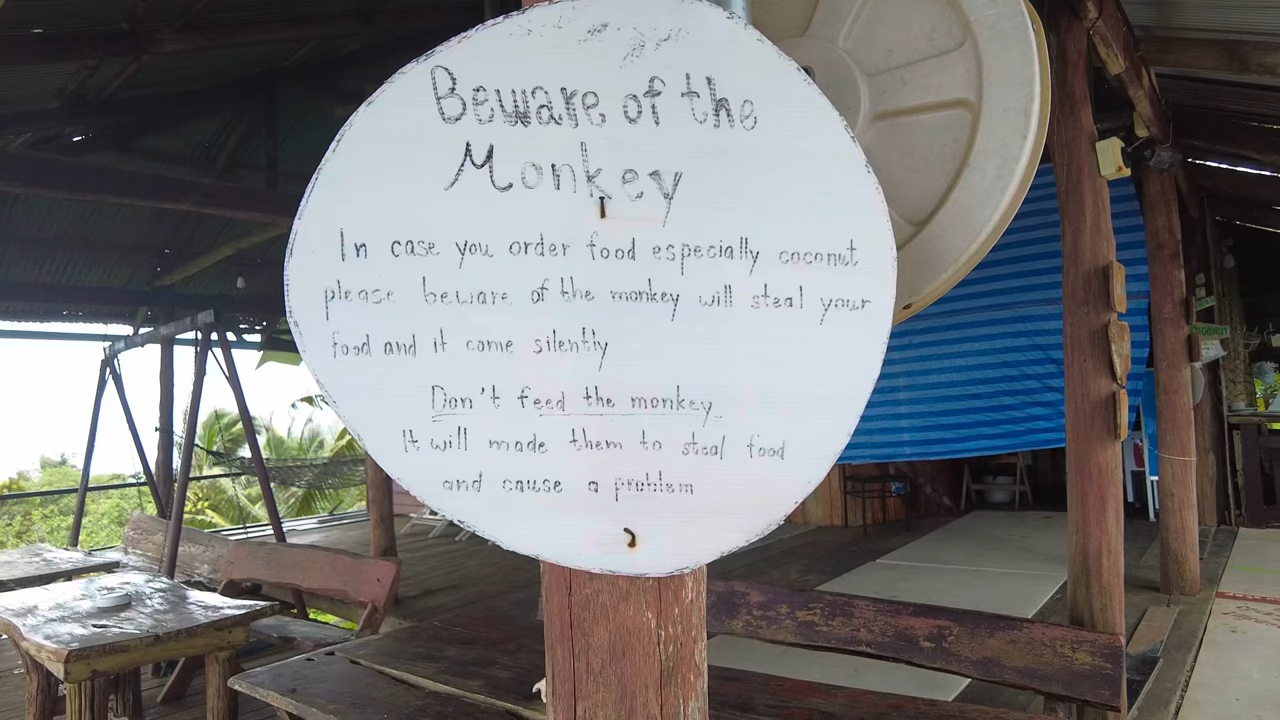 Beware of the
Monkey
In case you order food especially coconut
please beware of the monkey will steal your
food and it come silently
Don't feed the monkey
It will made them to steal food
and cause a problem
COCONUT